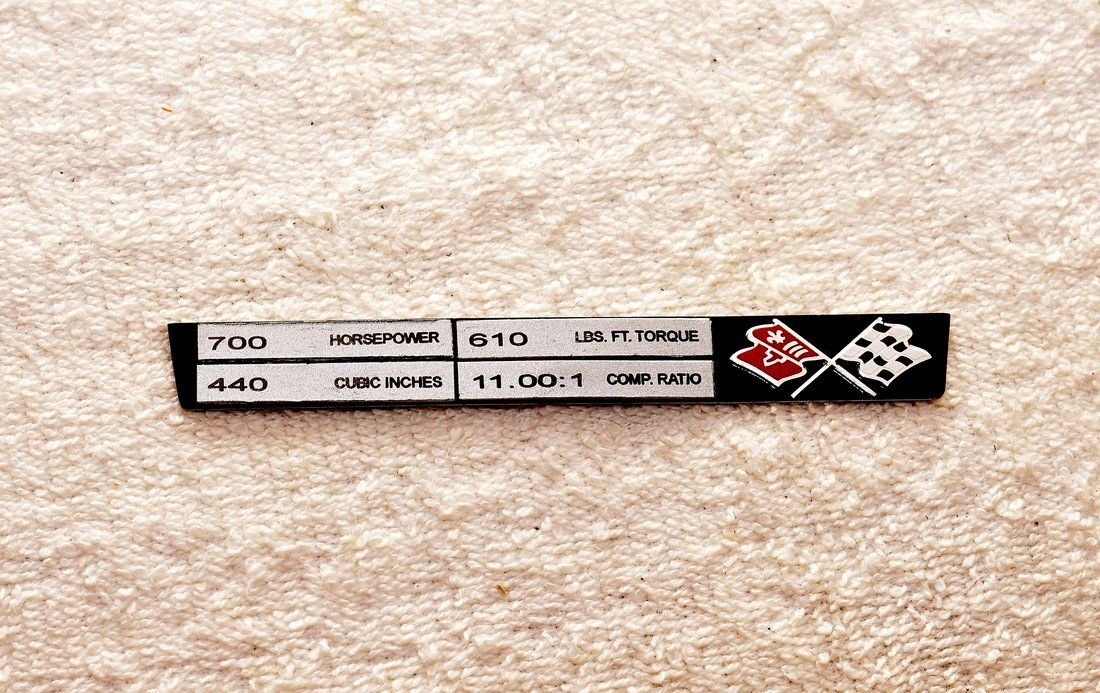 700 HORSEPOWER 610 LBS. FT. TORQUE
440 CUBIC INCHES 11.00:1 COMP. RATIO